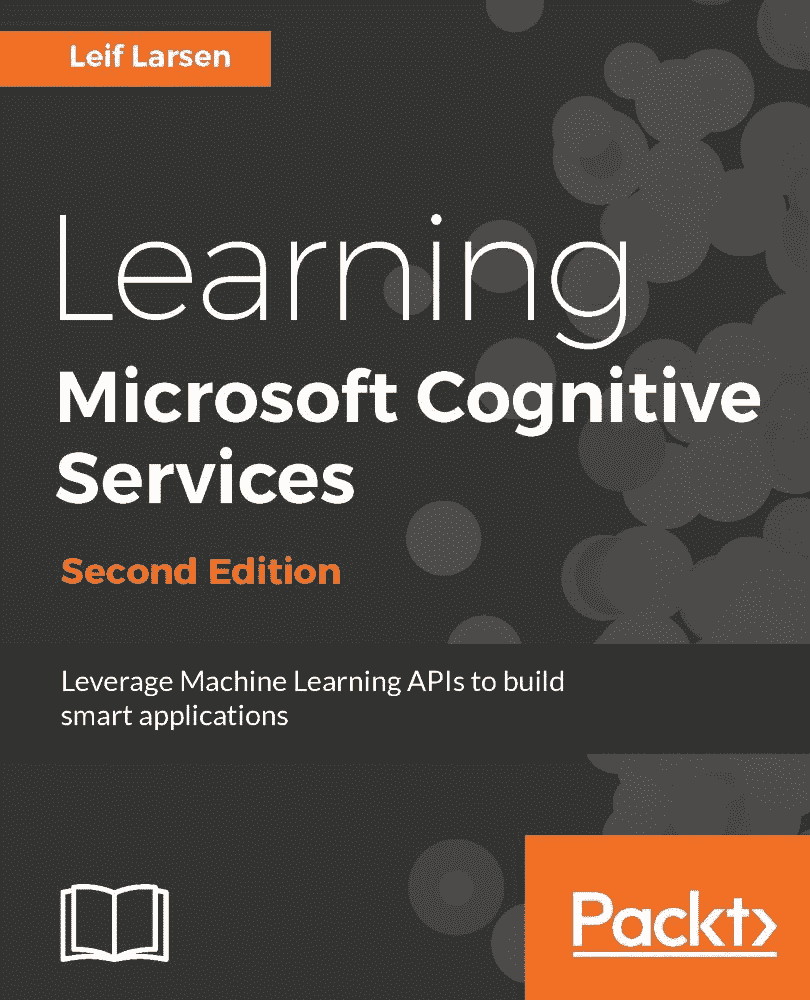 Leif Larsen
Learning
Microsoft Cognitive
Services
Second Edition
Leverage Machine Learning APIs to build
smart applications
Packt>